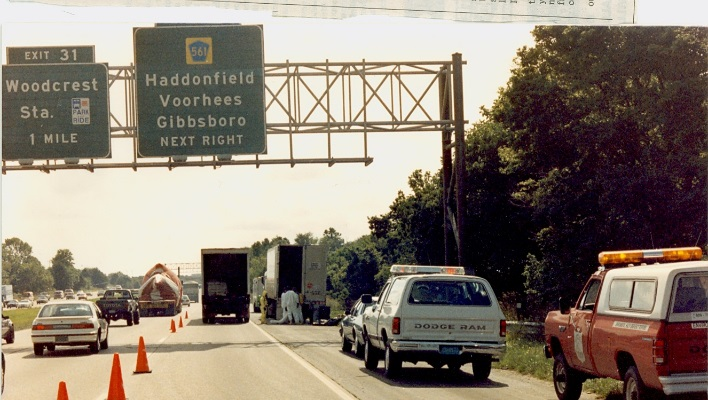 EXIT 31
Woodcrest
Sta.
PARK
RIDE
1 MILE
561
Haddonfield
Voorhees
Gibbsboro
NEXT RIGHT
DODGE RAM